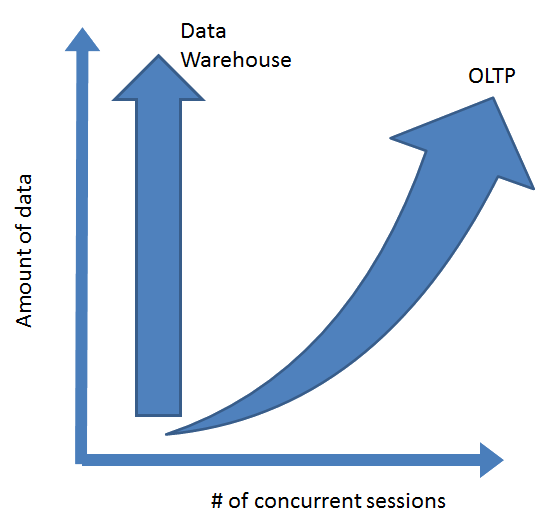 Data
Warehouse
OLTP
Amount of data
# of concurrent sessions